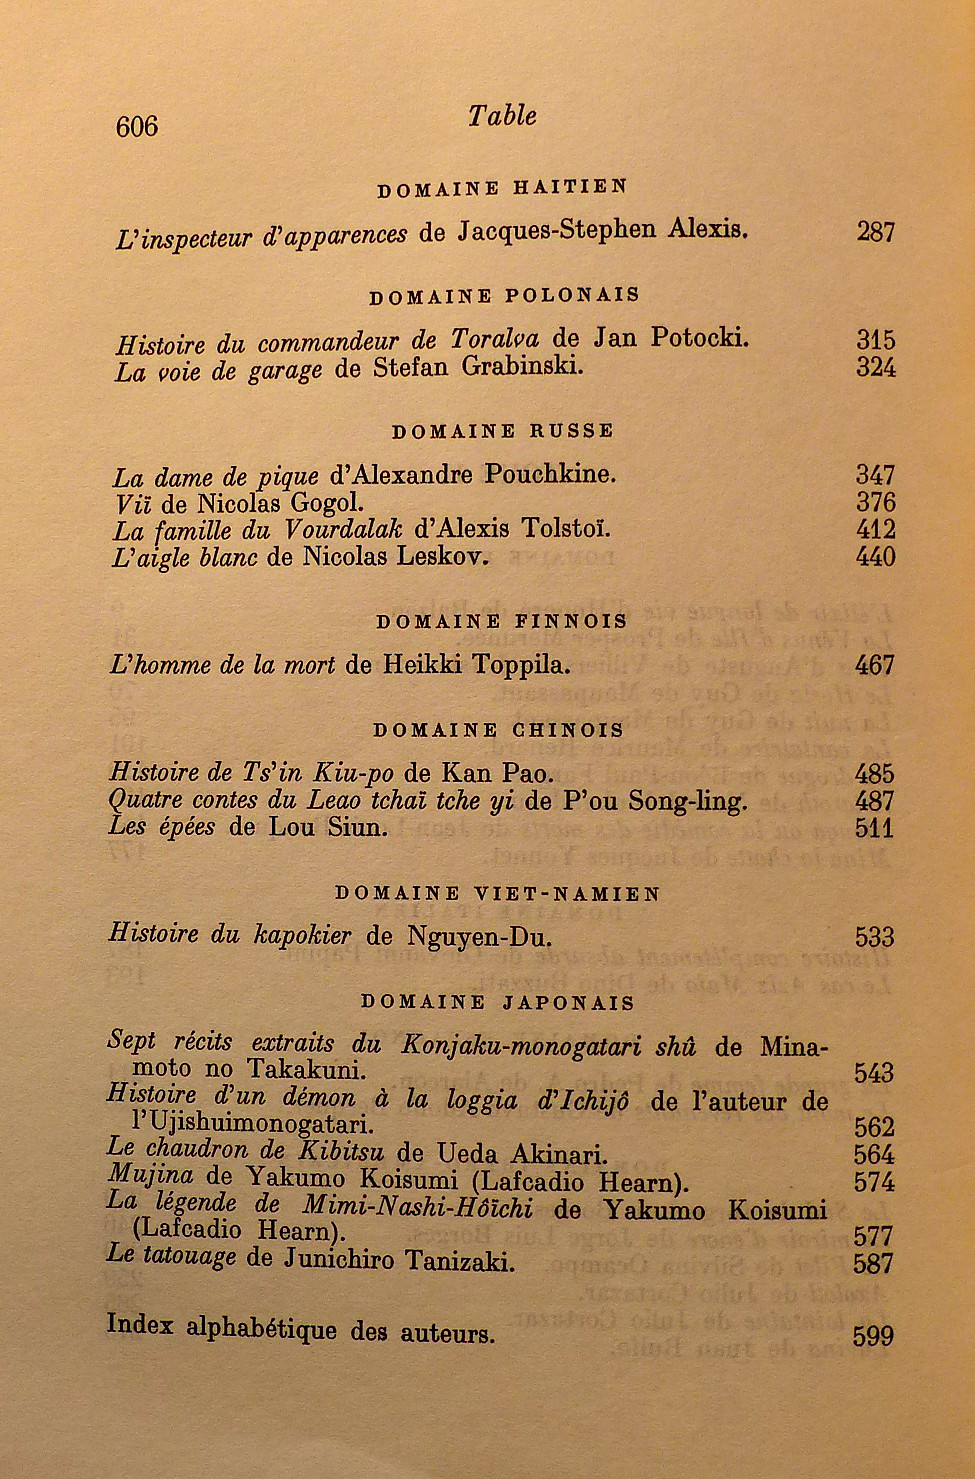 606 Table
DOMAINE HAITIEN
L'inspecteur d'apparences de Jacques-Stephen Alexis. 287
DOMAINE POLONAIS
Histoire du commandeur de Toralva de Jan Potocki. 315
La voie de garage de Stefan Grabinski. 324
DOMAINE RUSSE
La dame de pique d'Alexandre Pouchkine. 347
Viï de Nicolas Gogol. 376
La famille du Vourdalak d'Alexis Tolstoï. 412
L'aigle blanc de Nicolas Leskov. 440
DOMAINE FINNOIS
L'homme de la mort de Heikki Toppila. 467
DOMAINE CHINOIS
Histoire de Ts'in Kiu-po de Kan Pao. 485
Quatre contes du Leao tchaï tche yi de P'ou Song-ling. 487
Les épées de Lou Siun. 511
DOMAINE VIET-NAMIEN
Histoire du kapokier de Nguyen-Du. 533
DOMAINE JAPONAIS
Sept récits extraits du Konjaku-monogatari shû de Mina-
moto no Takakuni. 543
Histoire d'un démon à la loggia d'Ichijô de l'auteur de
l'Ujishuimonogatari. 562
Le chaudron de Kibitsu de Ueda Akinari. 564
Mujina de Yakumo Koisumi (Lafcadio Hearn). 574
La légende de Mimi-Nashi-Hôïchi de Yakumo Koisumi
(Lafcadio Hearn). 577
Le tatouage de Junichiro Tanizaki. 587
Index alphabétique des auteurs. 599